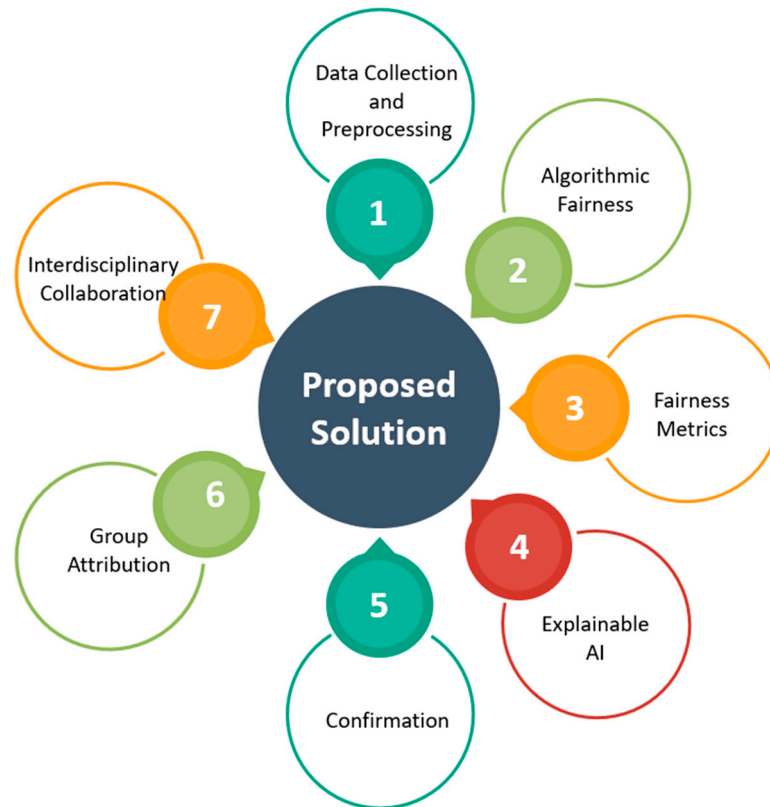 Data Collection
and
Preprocessing
1
Algorithmic
Fairness
2
Interdisciplinary
Collaboration
7
Proposed
Solution
3
Fairness
Metrics
6
Group
Attribution
4
Explainable
AI
5
Confirmation